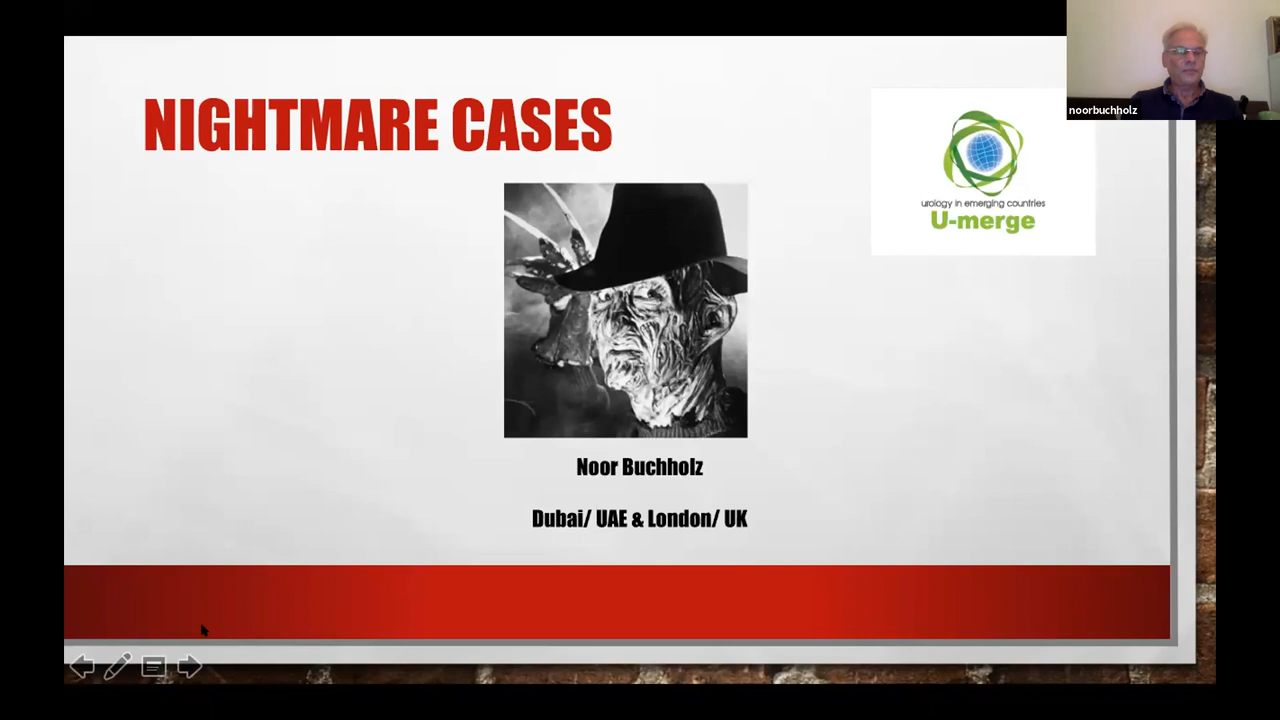 NIGHTMARE CASES
noorbuchholz
urology in emerging countries
U-merge
Noor Buchholz
Dubai/ UAE & London/ UK